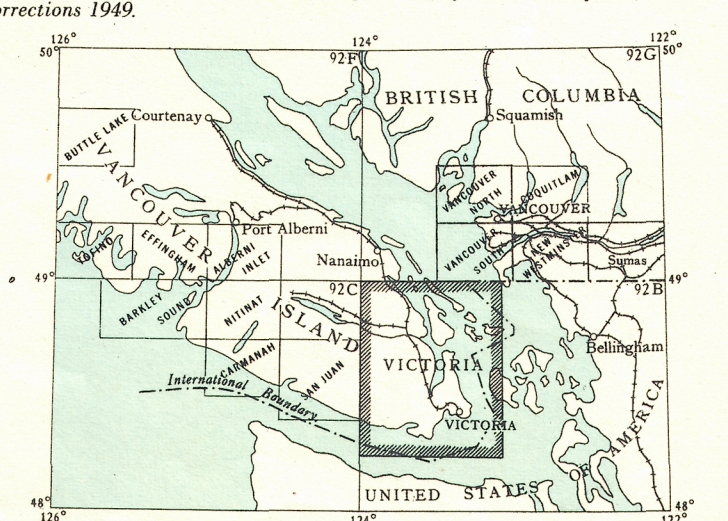 orrections 1949.
126° 124° 122°
50° 92F 92G 50°
BRITISH COLUMBIA
BUTTLE LAKE
Courtenay
Squamish
VANCOUVER
VANCOUVER NORTH
COQUITLAM
VANCOUVER
TOFINO
EFFINGHAM
Port Alberni
ALBERNI INLET
VANCOUVER SOUTH
NEW WESTMINSTER
Nanaimo
Sumas
49° 92C 92B 49°
BARKLEY SOUND
NITINAT
ISLAND
CARMANAH
SAN JUAN
VICTORIA
Bellingham
International Boundary
VICTORIA
UNITED STATES OF AMERICA
48° 48°
126° 124° 122°